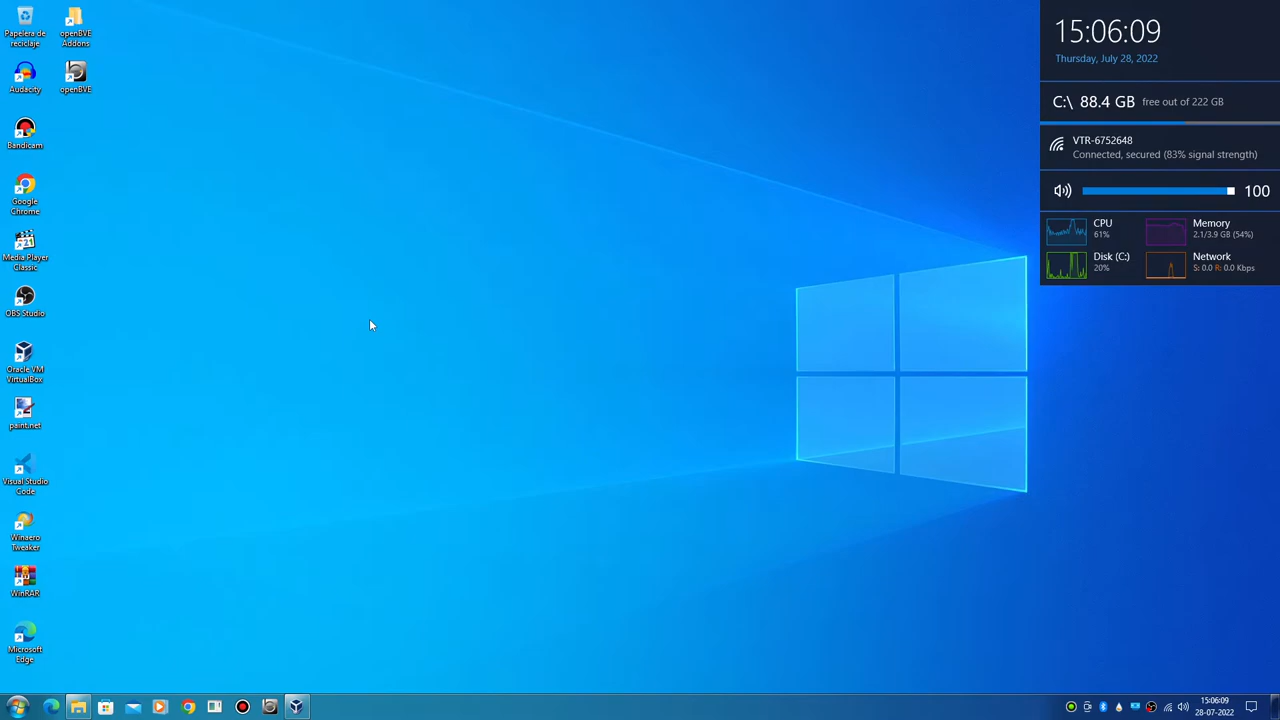 Papelera de
reciclaje
openBVE
Addons
Audacity
openBVE
Bandicam
Google
Chrome
Media Player
Classic
OBS Studio
Oracle VM
VirtualBox
paint.net
Visual Studio
Code
Winaero
Tweaker
WinRAR
Microsoft
Edge
15:06:09
Thursday, July 28, 2022
C:\ 88.4 GB free out of 222 GB
VTR-6752648
Connected, secured (83% signal strength)
100
CPU
61%
Memory
2.1/3.9 GB (54%)
Disk (C:)
20%
Network
S: 0.0 R: 0.0 Kbps
15:06:09
28-07-2022